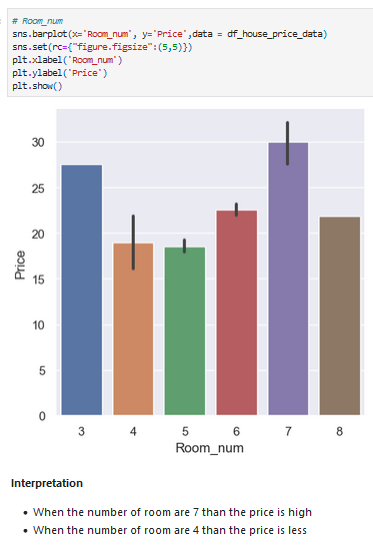 # Room_num
sns.barplot(x='Room_num', y='Price',data = df_house_price_data)
sns.set(rc={"figure.figsize":(5,5)})
plt.xlabel('Room_num')
plt.ylabel('Price')
plt.show()
30
25
20
15
10
5
0
Price
3 4 5 6 7 8
Room_num
Interpretation
• When the number of room are 7 than the price is high
• When the number of room are 4 than the price is less